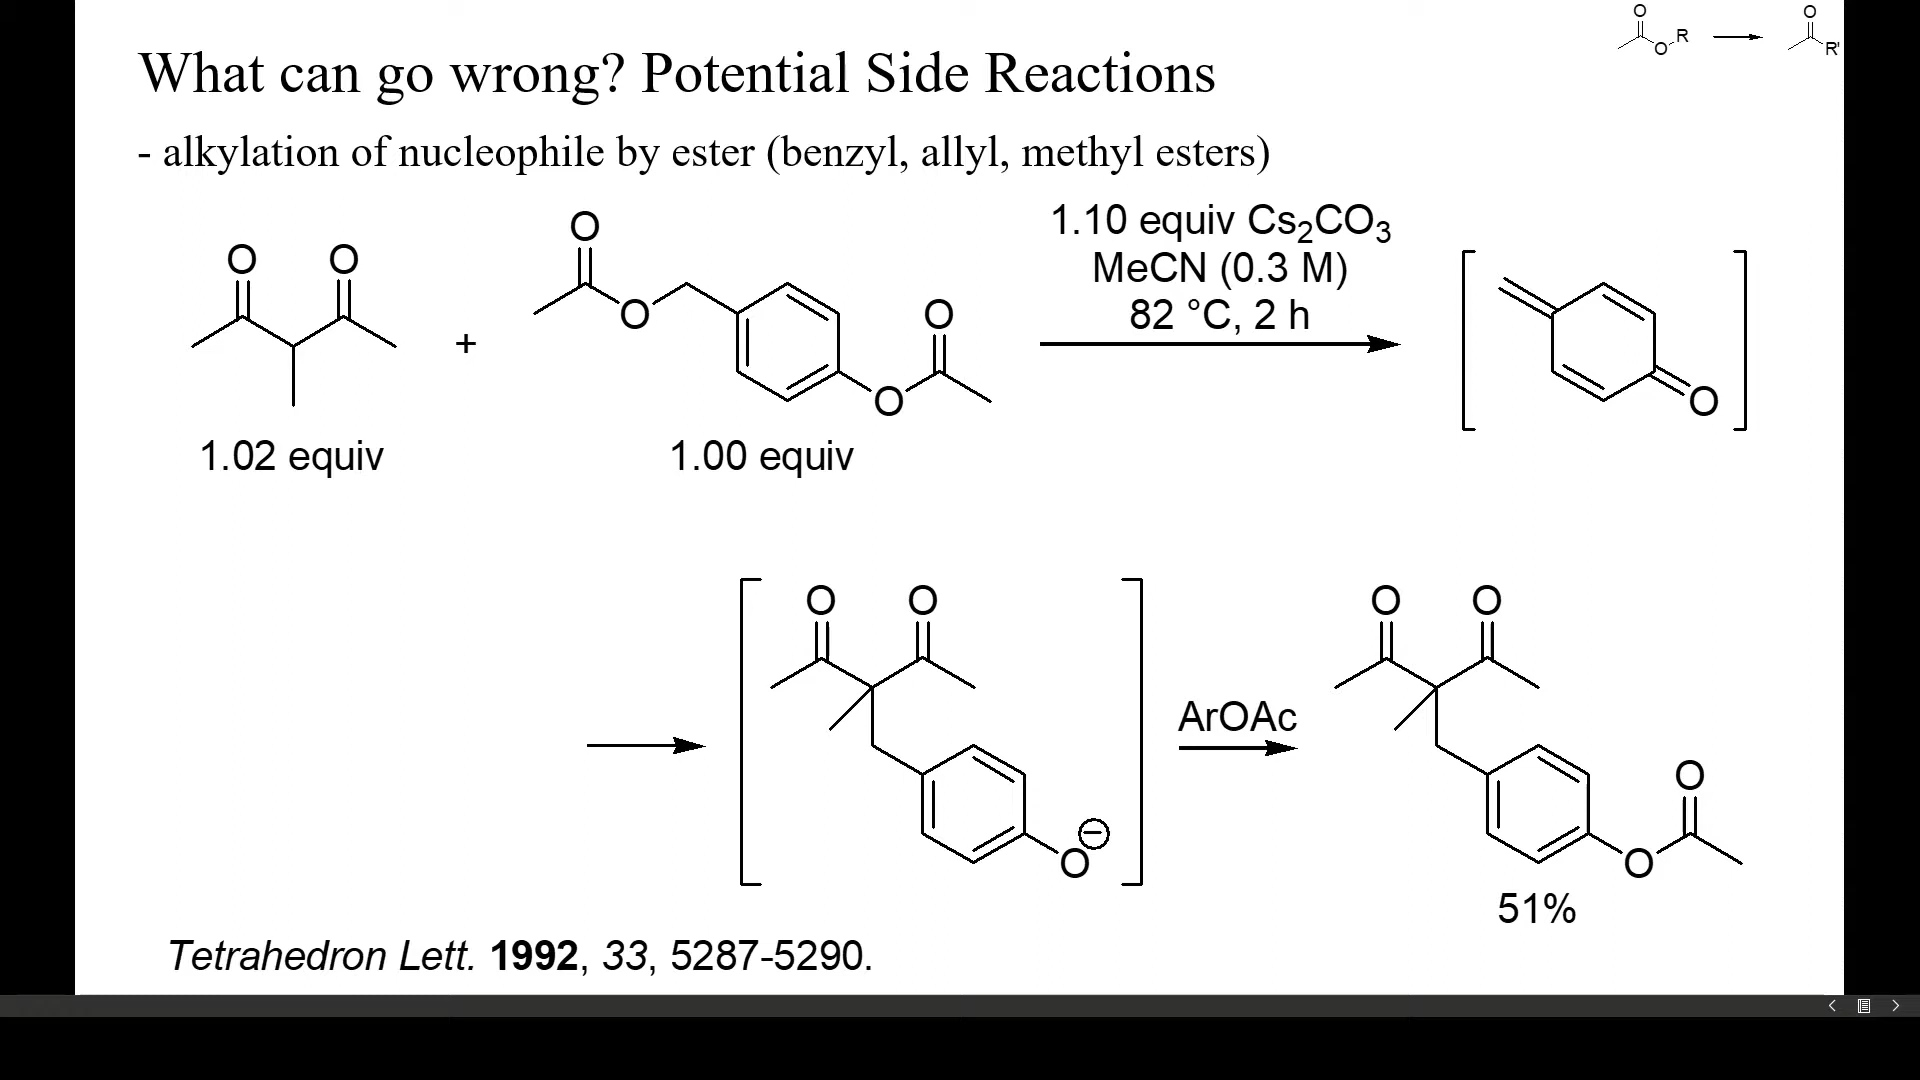 What can go wrong? Potential Side Reactions
O
O R
O
R'
- alkylation of nucleophile by ester (benzyl, allyl, methyl esters)
O O
+
O
O
O
O
1.10 equiv Cs₂CO₃
MeCN (0.3 M)
82 °C, 2 h
O
1.02 equiv
1.00 equiv
O O
O⊖
ArOAc
O O
O
O
51%
Tetrahedron Lett. 1992, 33, 5287-5290.